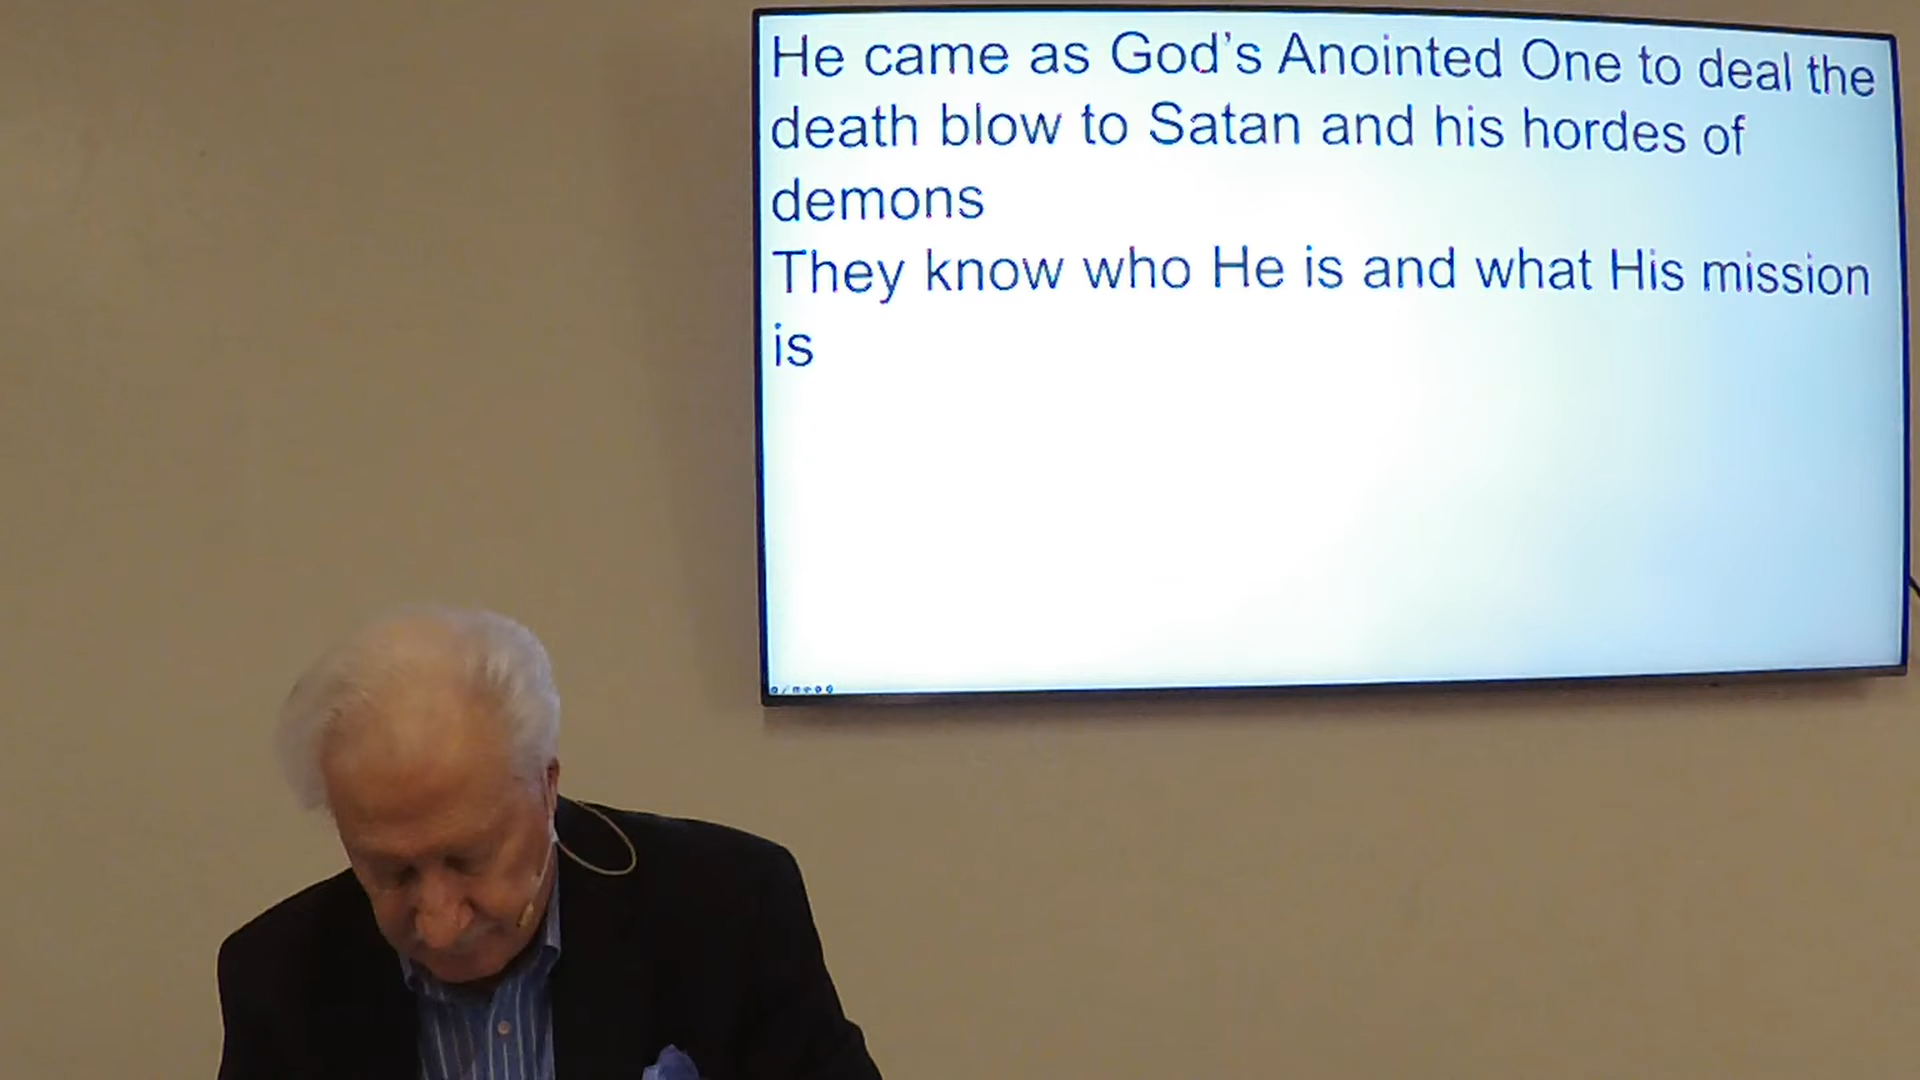 He came as God's Anointed One to deal the
death blow to Satan and his hordes of
demons
They know who He is and what His mission
is